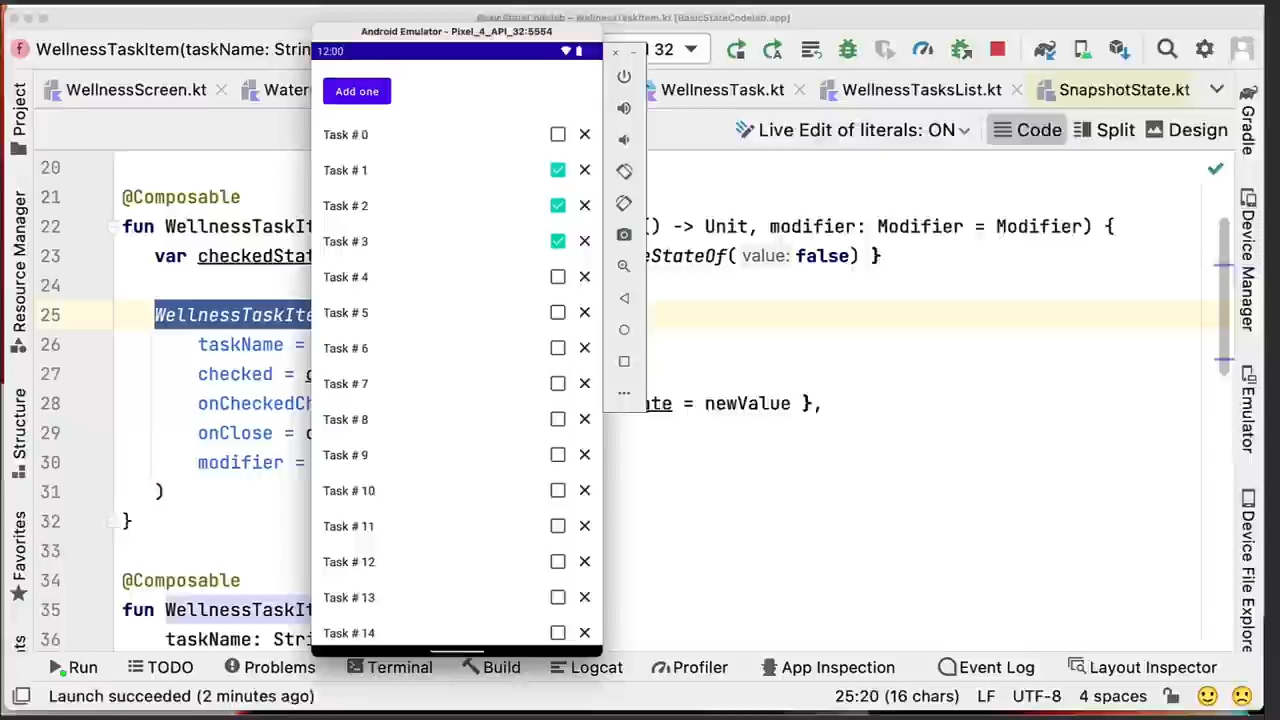 BasicStateCodelab – WellnessTaskItem.kt [BasicStateCodelab.app]
Android Emulator - Pixel_4_API_32:5554
WellnessTaskItem(taskName: Strin
32
12:00
WellnessScreen.kt
Water
WellnessTask.kt
WellnessTasksList.kt
SnapshotState.kt
Live Edit of literals: ON
Code
Split
Design
Add one
Task # 0
Task # 1
Task # 2
Task # 3
Task # 4
Task # 5
Task # 6
Task # 7
Task # 8
Task # 9
Task # 10
Task # 11
Task # 12
Task # 13
Task # 14
20
21 @Composable
22 fun WellnessTaskIt () -> Unit, modifier: Modifier = Modifier) {
23 var checkedStat eStateOf( value: false) }
24
25 WellnessTaskIte
26 taskName =
27 checked = c
28 onCheckedCh ate = newValue },
29 onClose = o
30 modifier =
31 )
32 }
33
34 @Composable
35 fun WellnessTaskIt
36 taskName: Stri
Project
Resource Manager
Structure
Favorites
nts
Gradle
Device Manager
Emulator
Device File Explore
Run
TODO
Problems
Terminal
Build
Logcat
Profiler
App Inspection
Event Log
Layout Inspector
Launch succeeded (2 minutes ago)
25:20 (16 chars)
LF
UTF-8
4 spaces